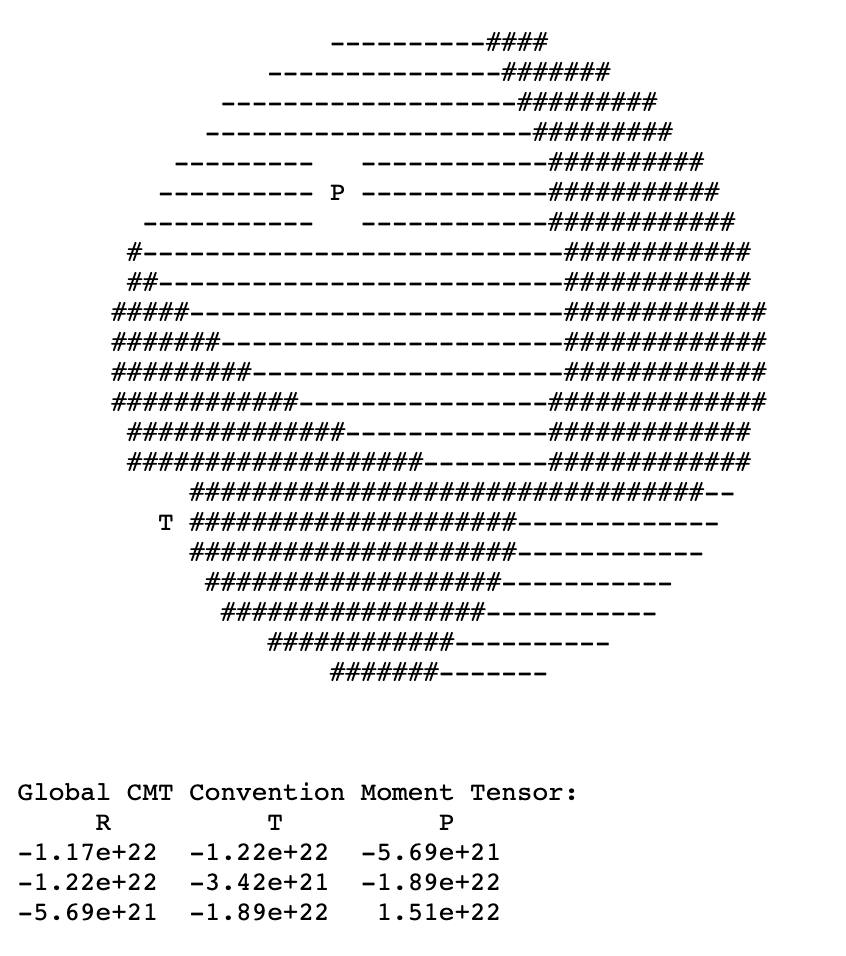 ----------####
---------------#######
-------------------#########
---------------------#########
---------   ------------##########
---------- P ------------###########
-----------   ------------############
#---------------------------############
##--------------------------############
#####------------------------#############
#######----------------------#############
#########--------------------#############
############----------------##############
##############-------------#############
###################--------#############
#################################--
T #####################-------------
#####################------------
###################-----------
#################-----------
############----------
#######-------
Global CMT Convention Moment Tensor:
R T P
-1.17e+22 -1.22e+22 -5.69e+21
-1.22e+22 -3.42e+21 -1.89e+22
-5.69e+21 -1.89e+22 1.51e+22